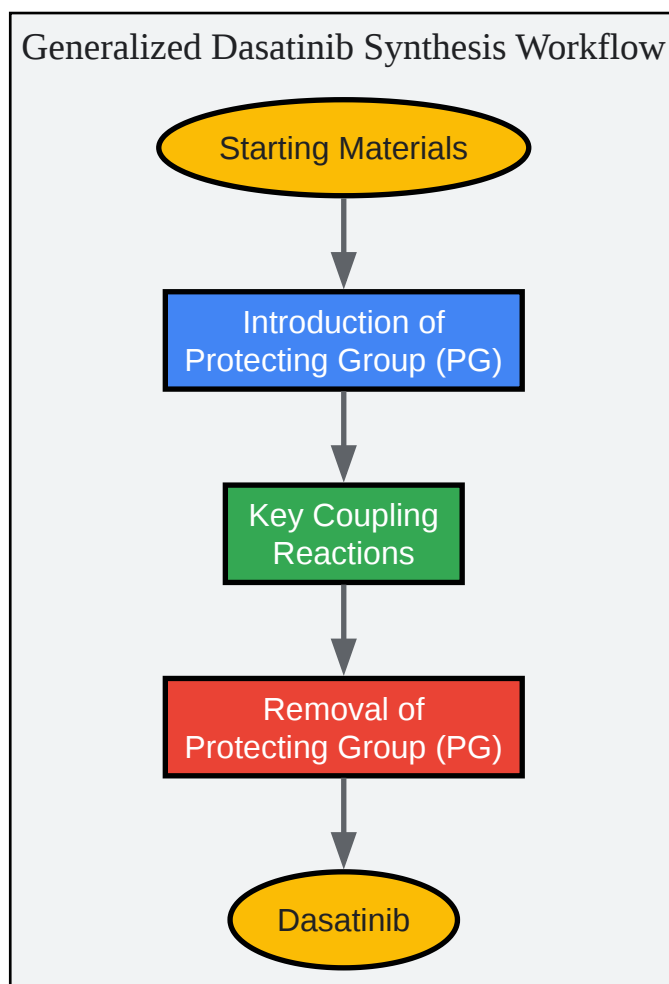 Generalized Dasatinib Synthesis Workflow
Starting Materials
Introduction of
Protecting Group (PG)
Key Coupling
Reactions
Removal of
Protecting Group (PG)
Dasatinib